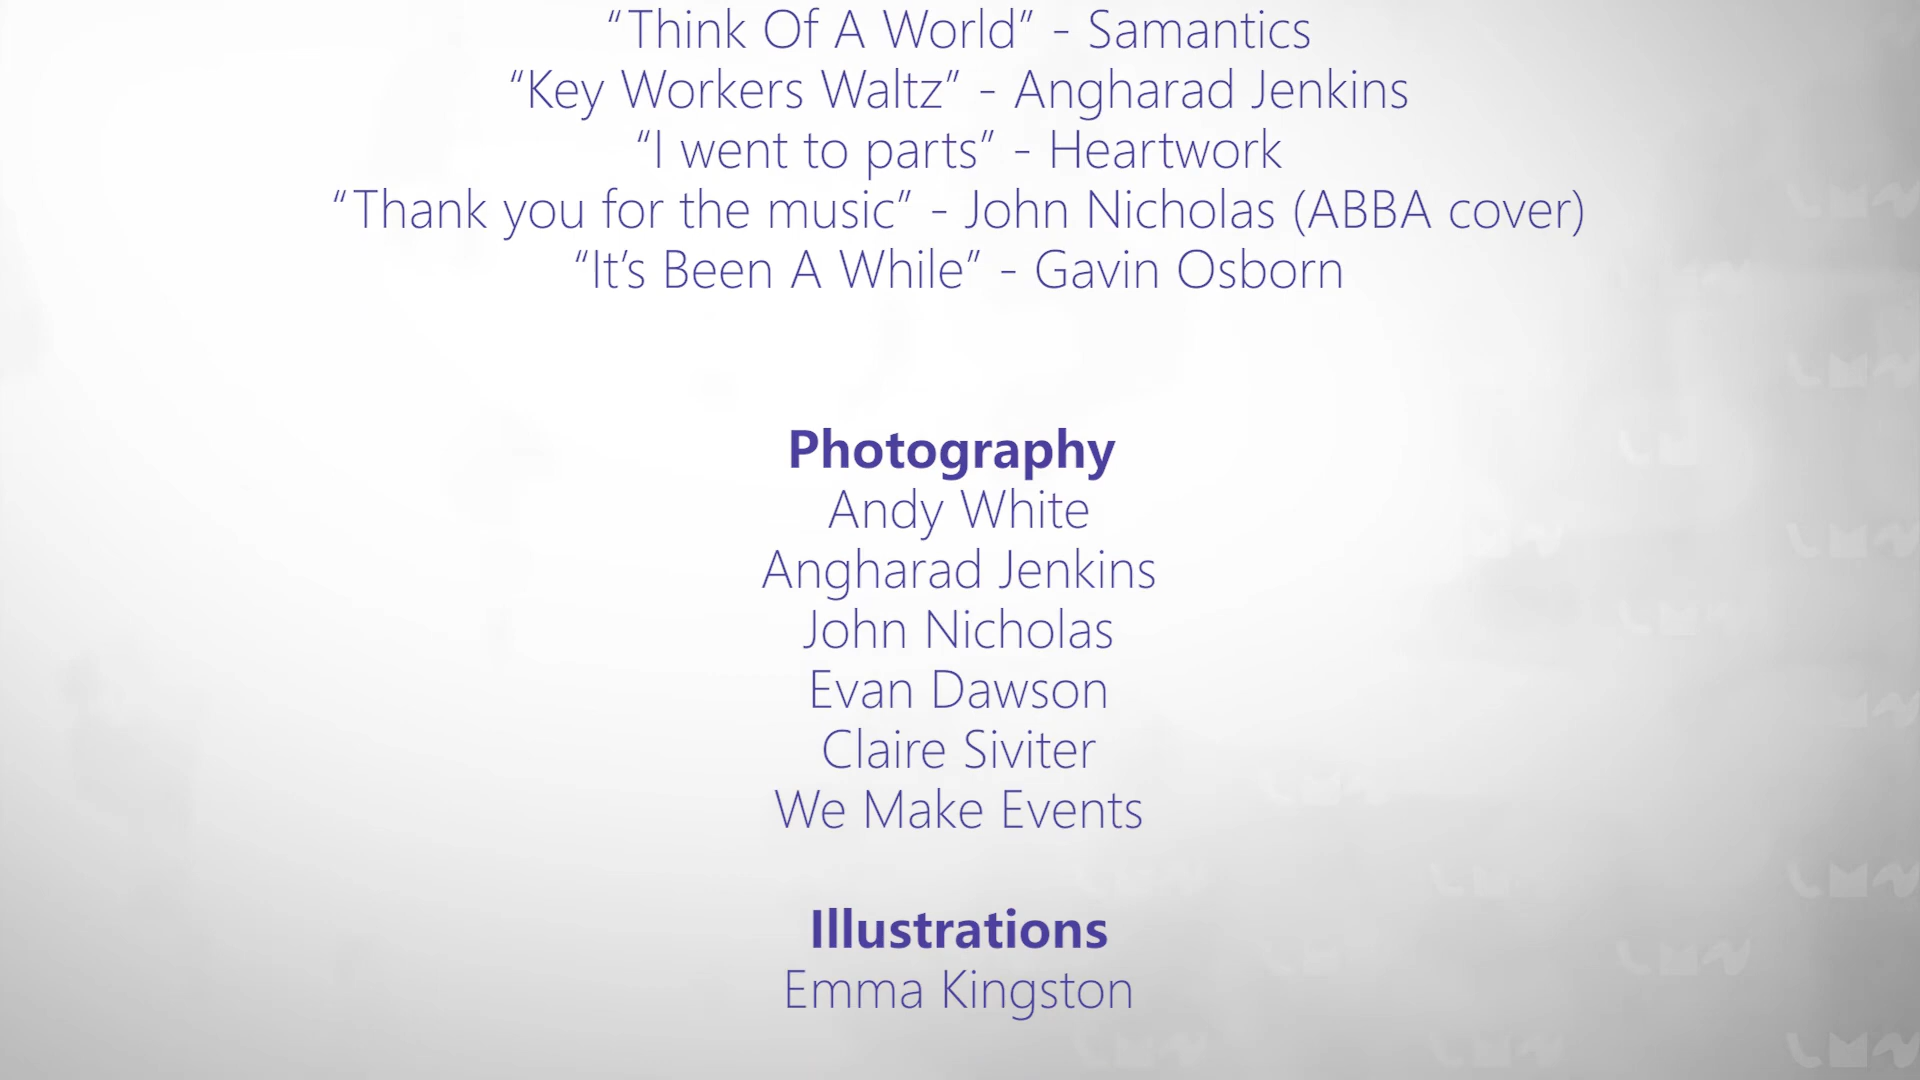 “Think Of A World” - Samantics
“Key Workers Waltz” - Angharad Jenkins
“I went to parts” - Heartwork
“Thank you for the music” - John Nicholas (ABBA cover)
“It’s Been A While” - Gavin Osborn
Photography
Andy White
Angharad Jenkins
John Nicholas
Evan Dawson
Claire Siviter
We Make Events
Illustrations
Emma Kingston